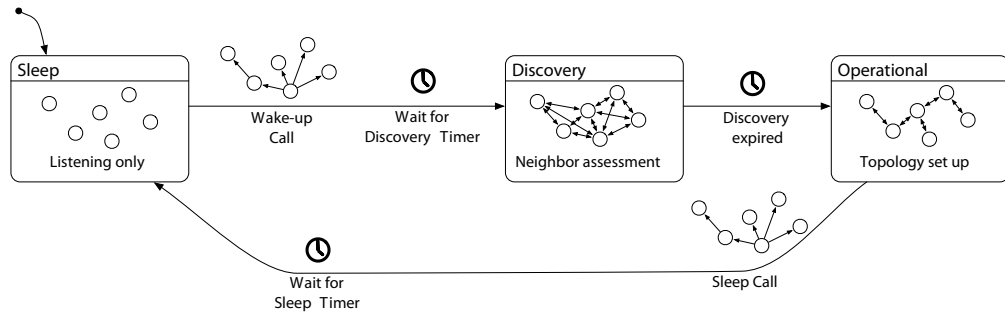 Sleep
Listening only
Wake-up
Call
Wait for
Discovery Timer
Discovery
Neighbor assessment
Discovery
expired
Operational
Topology set up
Sleep Call
Wait for
Sleep Timer